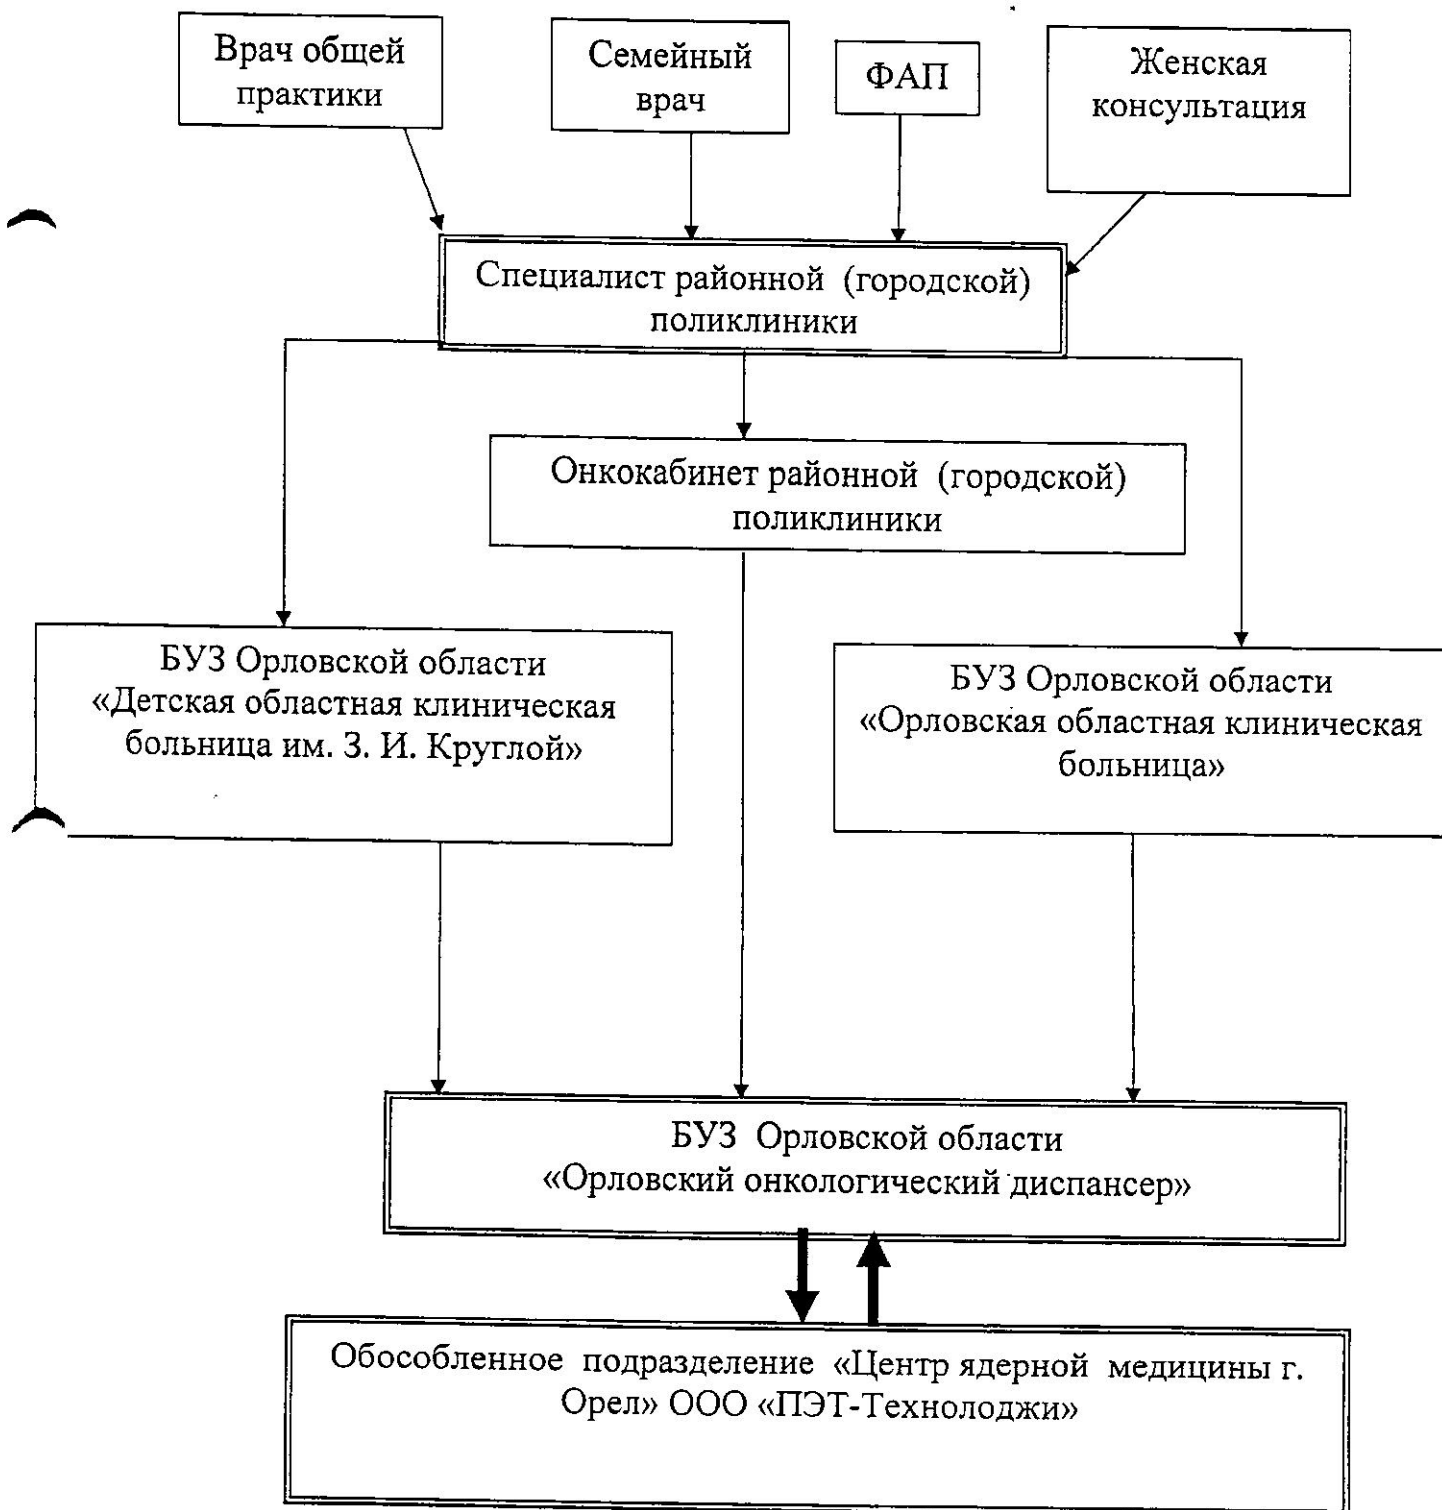 Врач общей
практики
Семейный
врач
ФАП
Женская
консультация
Специалист районной (городской)
поликлиники
Онкокабинет районной (городской)
поликлиники
БУЗ Орловской области
«Детская областная клиническая
больница им. З. И. Круглой»
БУЗ Орловской области
«Орловская областная клиническая
больница»
БУЗ Орловской области
«Орловский онкологический диспансер»
Обособленное подразделение «Центр ядерной медицины г.
Орел» ООО «ПЭТ-Технолоджи»